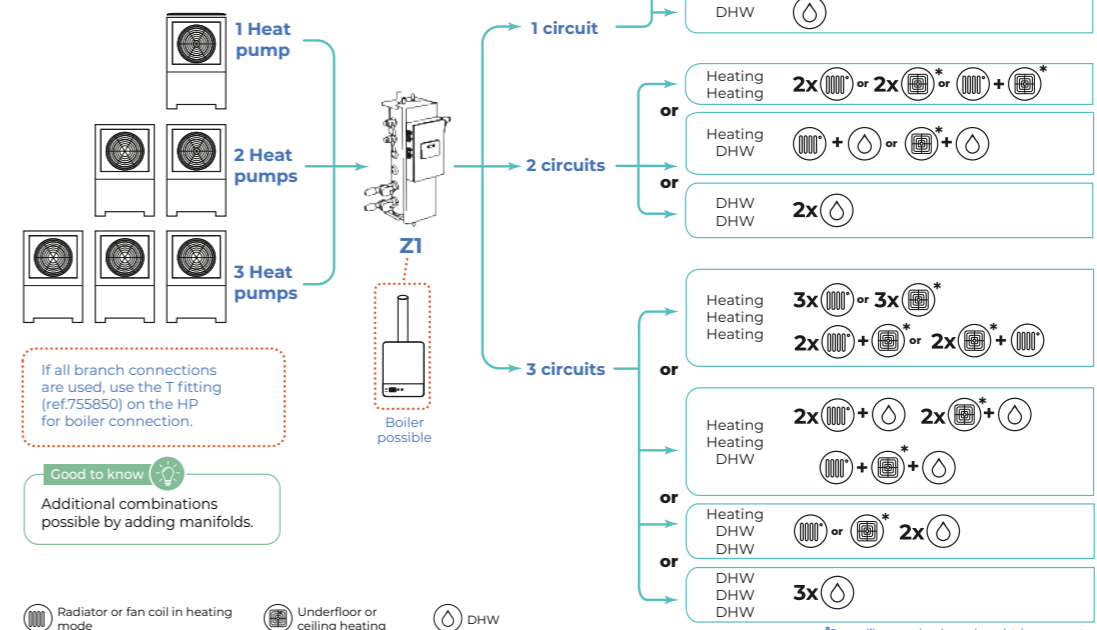 DHW
1 Heat
pump
1 circuit
Heating
Heating
2x or 2x * or + *
or
2 Heat
pumps
2 circuits
Heating
DHW
+ or * +
or
DHW
DHW
2x
Z1
3 Heat
pumps
Heating
Heating
Heating
3x or 3x *
2x + * or 2x * +
If all branch connections
are used, use the T fitting
(ref.755850) on the HP
for boiler connection.
3 circuits
or
Boiler
possible
Heating
Heating
DHW
2x + 2x * +
+ * +
Good to know
Additional combinations
possible by adding manifolds.
or
Heating
DHW
DHW
or * 2x
or
DHW
DHW
DHW
3x
Radiator or fan coil in heating
mode
Underfloor or
ceiling heating
DHW